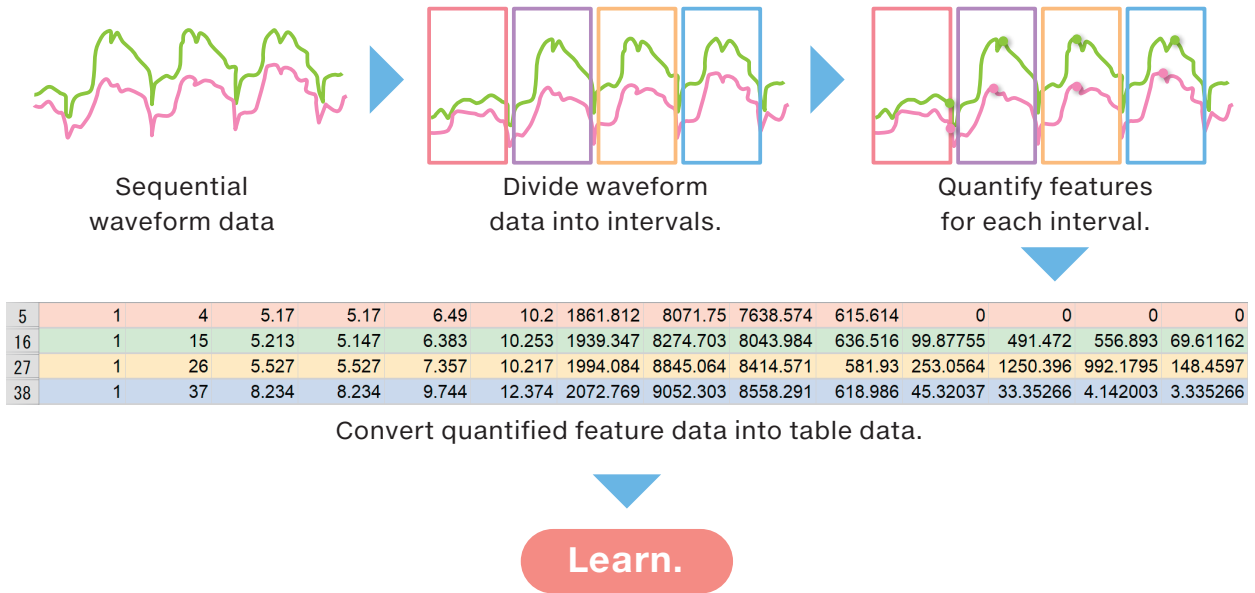 Sequential
waveform data
Divide waveform
data into intervals.
Quantify features
for each interval.
5 1 4 5.17 5.17 6.49 10.2 1861.812 8071.75 7638.574 615.614 0 0 0 0
16 1 15 5.213 5.147 6.383 10.253 1939.347 8274.703 8043.984 636.516 99.87755 491.472 556.893 69.61162
27 1 26 5.527 5.527 7.357 10.217 1994.084 8845.064 8414.571 581.93 253.0564 1250.396 992.1795 148.4597
38 1 37 8.234 8.234 9.744 12.374 2072.769 9052.303 8558.291 618.986 45.32037 33.35266 4.142003 3.335266
Convert quantified feature data into table data.
Learn.